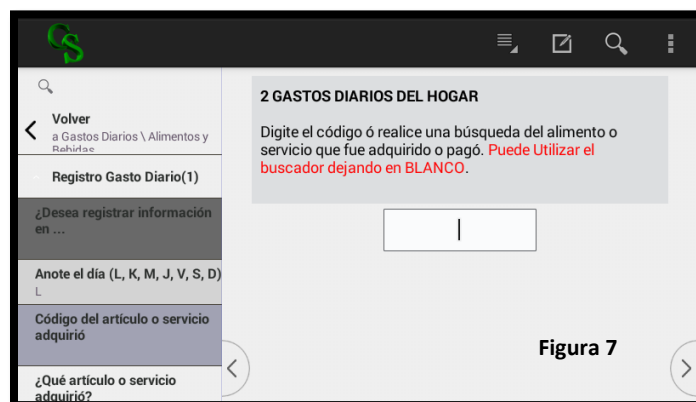 CS
Volver
a Gastos Diarios \ Alimentos y
Bebidas
Registro Gasto Diario(1)
¿Desea registrar información
en ...
Anote el día (L, K, M, J, V, S, D)
L
Código del artículo o servicio
adquirió
¿Qué artículo o servicio
adquirió?
2 GASTOS DIARIOS DEL HOGAR
Digite el código ó realice una búsqueda del alimento o
servicio que fue adquirido o pagó. Puede Utilizar el
buscador dejando en BLANCO.
Figura 7